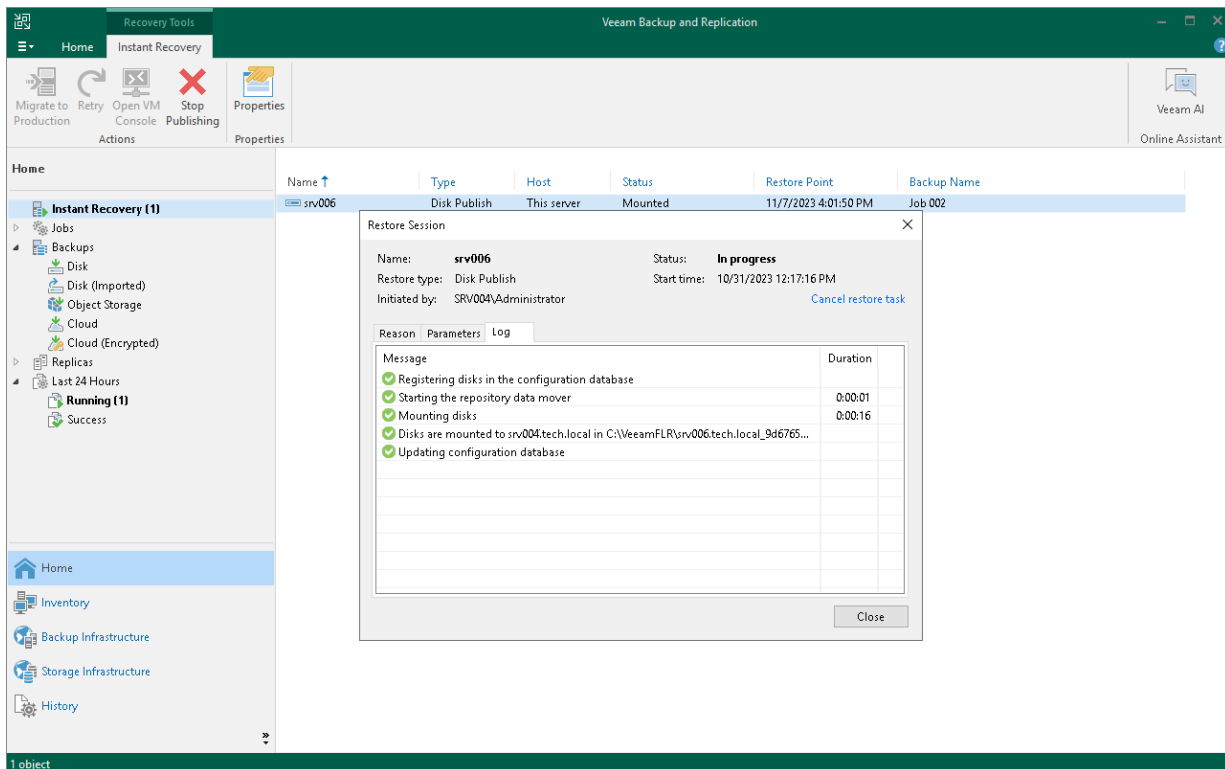 Recovery Tools
Veeam Backup and Replication
Home
Instant Recovery
?
Migrate to Production
Retry
Open VM Console
Stop Publishing
Actions
Properties
Properties
Veeam AI
Online Assistant
Home
Instant Recovery (1)
Jobs
Backups
Disk
Disk (Imported)
Object Storage
Cloud
Cloud (Encrypted)
Replicas
Last 24 Hours
Running (1)
Success
Home
Inventory
Backup Infrastructure
Storage Infrastructure
History
Name Type Host Status Restore Point Backup Name
srv006 Disk Publish This server Mounted 11/7/2023 4:01:50 PM Job 002
Restore Session
Name: srv006 Status: In progress
Restore type: Disk Publish Start time: 10/31/2023 12:17:16 PM
Initiated by: SRV004\Administrator Cancel restore task
Reason Parameters Log
Message Duration
Registering disks in the configuration database
Starting the repository data mover 0:00:01
Mounting disks 0:00:16
Disks are mounted to srv004.tech.local in C:\VeeamFLR\srv006.tech.local_9d6765...
Updating configuration database
Close
1 object